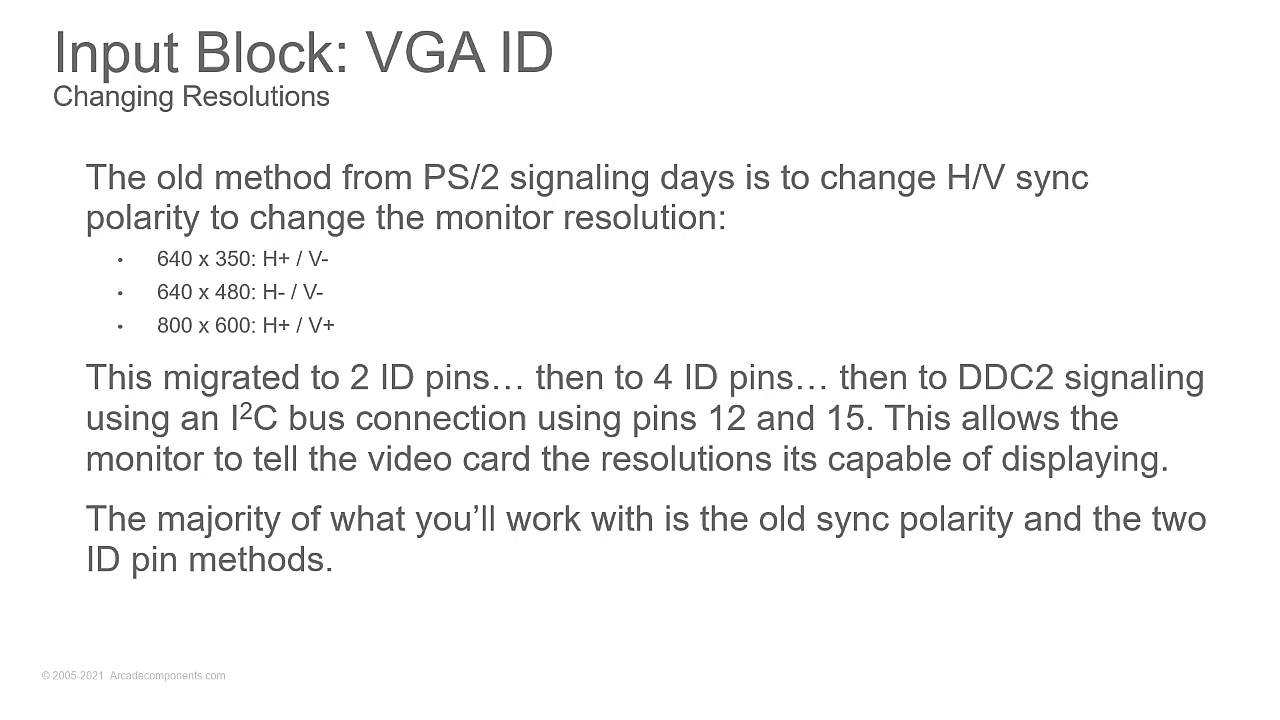 Input Block: VGA ID
Changing Resolutions
The old method from PS/2 signaling days is to change H/V sync
polarity to change the monitor resolution:
• 640 x 350: H+ / V-
• 640 x 480: H- / V-
• 800 x 600: H+ / V+
This migrated to 2 ID pins… then to 4 ID pins… then to DDC2 signaling
using an I²C bus connection using pins 12 and 15. This allows the
monitor to tell the video card the resolutions its capable of displaying.
The majority of what you’ll work with is the old sync polarity and the two
ID pin methods.
© 2005-2021 Arcadecomponents.com